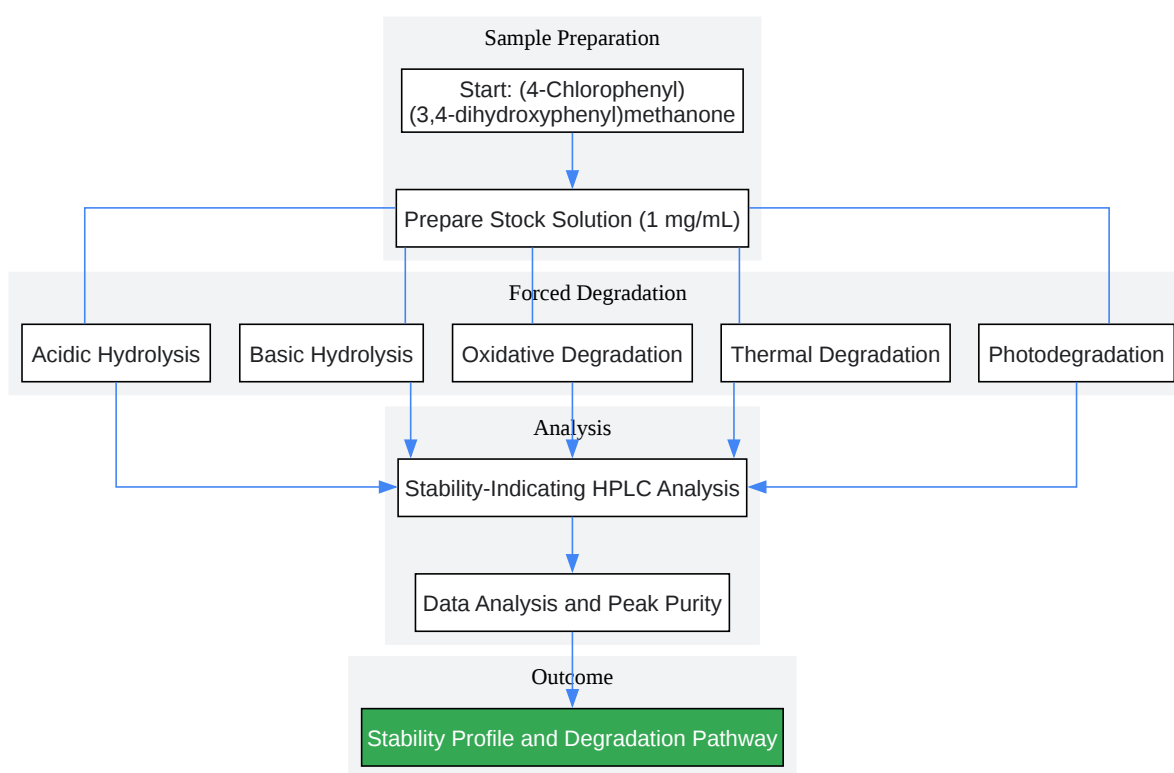 Sample Preparation
Start: (4-Chlorophenyl)
(3,4-dihydroxyphenyl)methanone
Prepare Stock Solution (1 mg/mL)
Forced Degradation
Acidic Hydrolysis
Basic Hydrolysis
Oxidative Degradation
Thermal Degradation
Photodegradation
Analysis
Stability-Indicating HPLC Analysis
Data Analysis and Peak Purity
Outcome
Stability Profile and Degradation Pathway